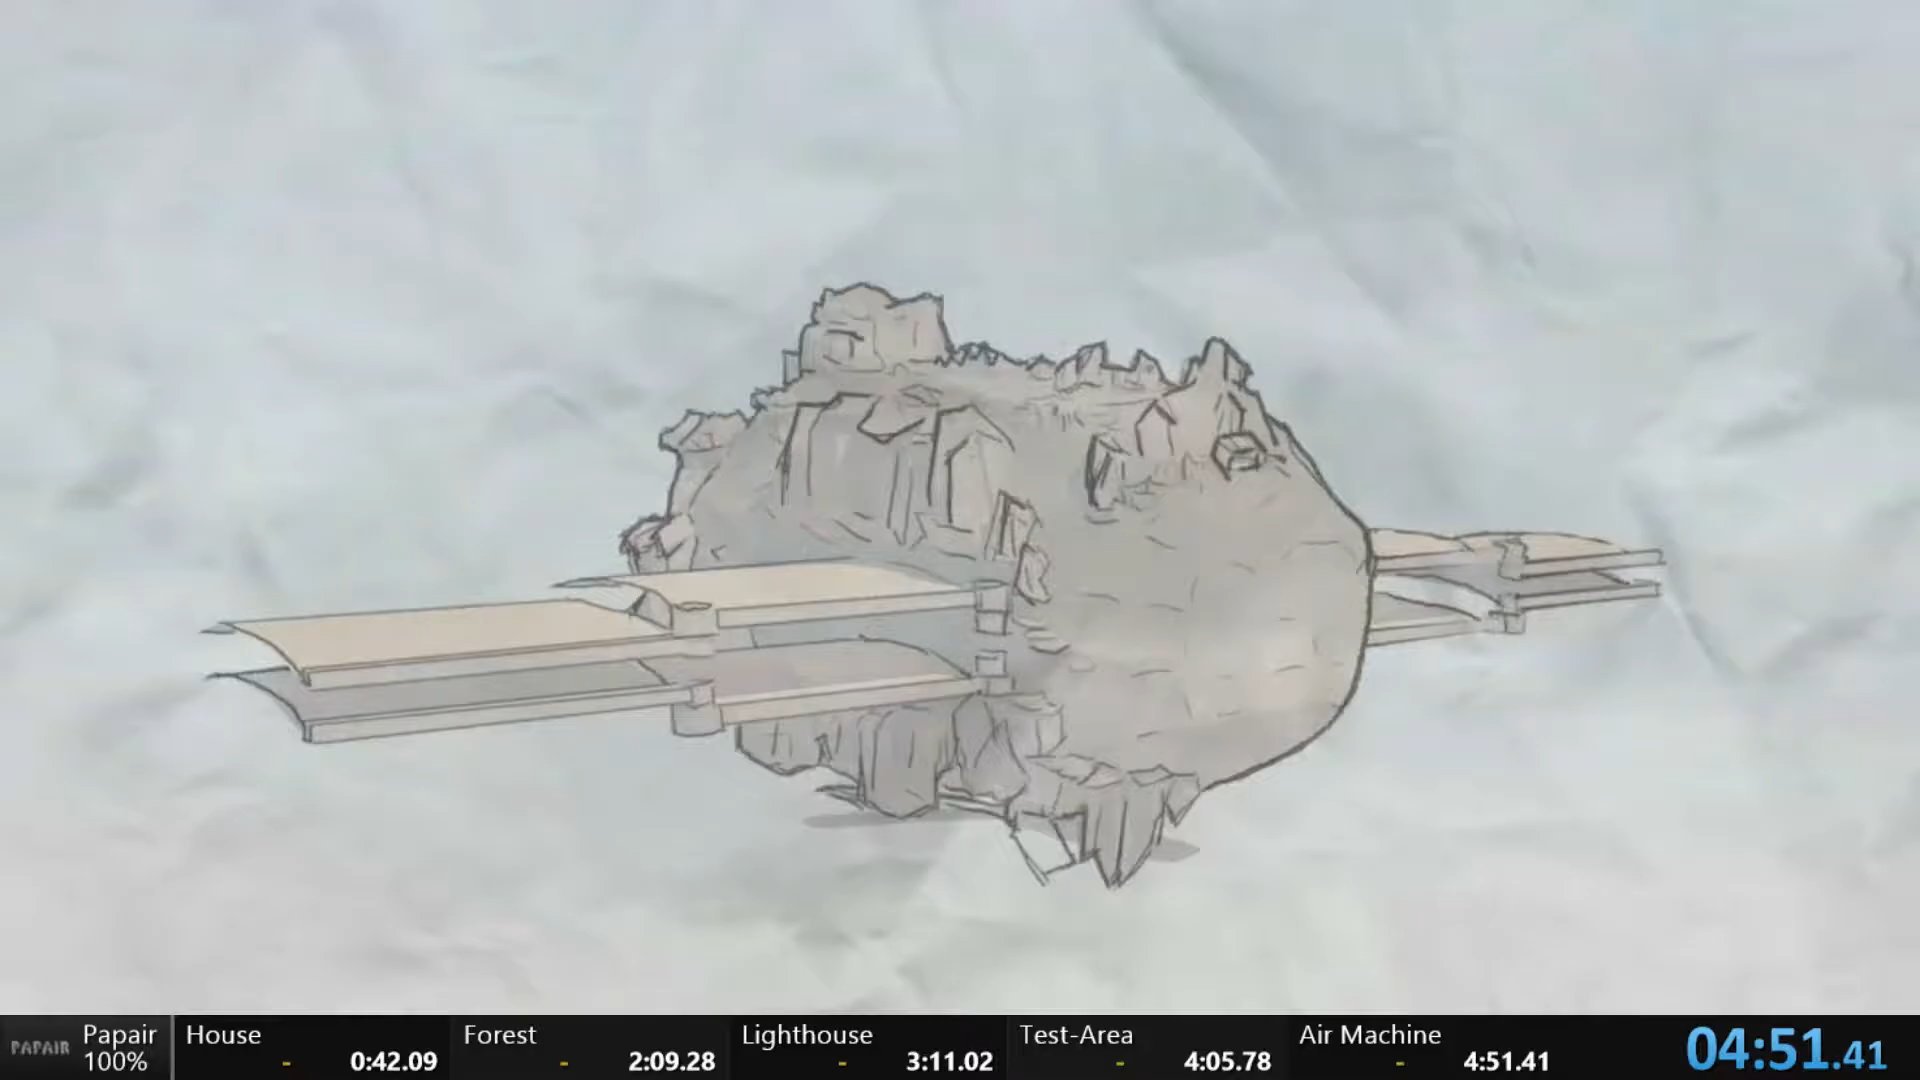 PAPAIR
Papair
100%
House
- 0:42.09
Forest
- 2:09.28
Lighthouse
- 3:11.02
Test-Area
- 4:05.78
Air Machine
- 4:51.41
04:51.41